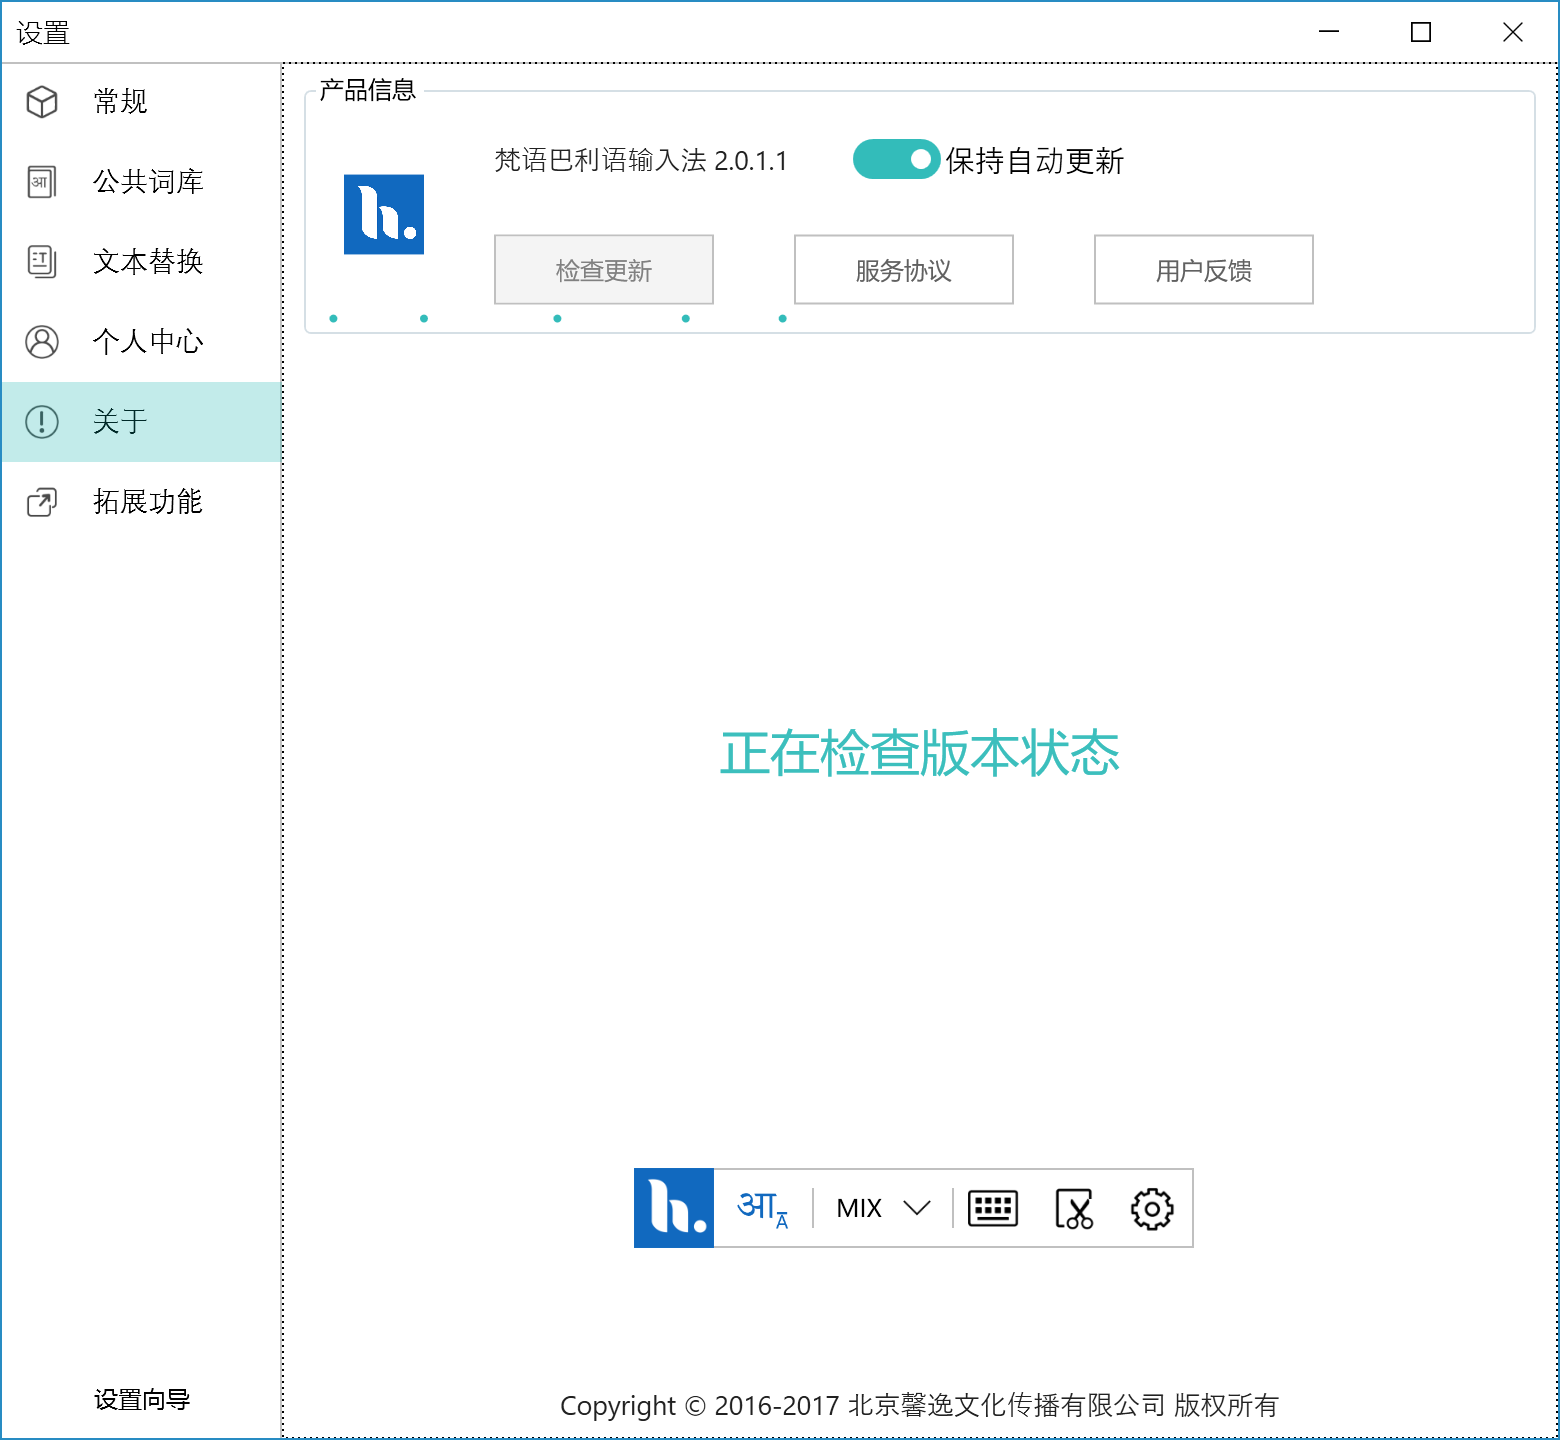 设置
常规
公共词库
文本替换
个人中心
关于
拓展功能
设置向导
产品信息
梵语巴利语输入法 2.0.1.1
保持自动更新
h.
检查更新
服务协议
用户反馈
正在检查版本状态
h. आ Ā MIX
Copyright © 2016-2017 北京馨逸文化传播有限公司 版权所有